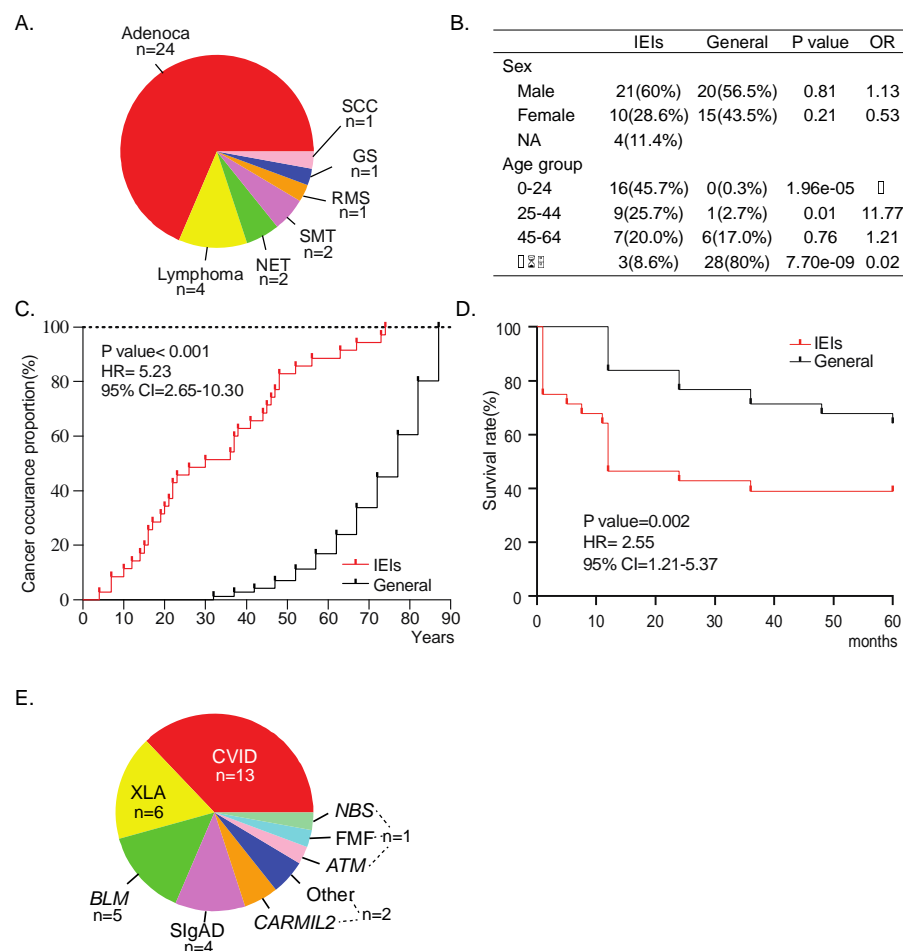 A.
Adenoca
n=24
SCC
n=1
GS
n=1
RMS
n=1
SMT
n=2
NET
n=2
Lymphoma
n=4
B.
IEIs General P value OR
Sex
Male 21(60%) 20(56.5%) 0.81 1.13
Female 10(28.6%) 15(43.5%) 0.21 0.53
NA 4(11.4%)
Age group
0-24 16(45.7%) 0(0.3%) 1.96e-05
25-44 9(25.7%) 1(2.7%) 0.01 11.77
45-64 7(20.0%) 6(17.0%) 0.76 1.21
3(8.6%) 28(80%) 7.70e-09 0.02
C.
Cancer occurance proportion(%)
100
80
60
40
20
0
P value< 0.001
HR= 5.23
95% CI=2.65-10.30
IEIs
General
0 10 20 30 40 50 60 70 80 90
Years
D.
Survival rate(%)
100
80
60
40
20
0
IEIs
General
P value=0.002
HR= 2.55
95% CI=1.21-5.37
0 10 20 30 40 50 60
months
E.
CVID
n=13
XLA
n=6
BLM
n=5
SIgAD
n=4
CARMIL2
Other
n=2
ATM
FMF
NBS
n=1